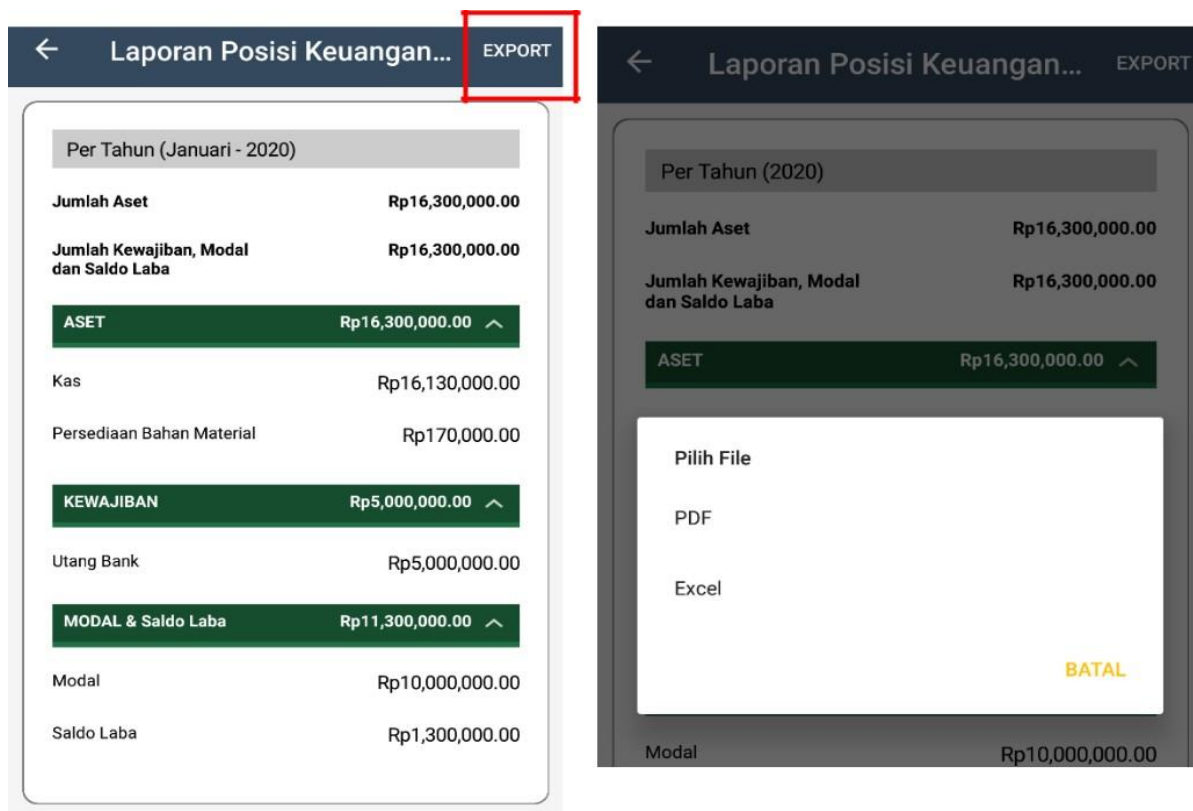 Laporan Posisi Keuangan... EXPORT
Per Tahun (Januari - 2020)
Jumlah Aset Rp16,300,000.00
Jumlah Kewajiban, Modal Rp16,300,000.00
dan Saldo Laba
ASET Rp16,300,000.00
Kas Rp16,130,000.00
Persediaan Bahan Material Rp170,000.00
KEWAJIBAN Rp5,000,000.00
Utang Bank Rp5,000,000.00
MODAL & Saldo Laba Rp11,300,000.00
Modal Rp10,000,000.00
Saldo Laba Rp1,300,000.00
Laporan Posisi Keuangan... EXPORT
Per Tahun (2020)
Jumlah Aset Rp16,300,000.00
Jumlah Kewajiban, Modal Rp16,300,000.00
dan Saldo Laba
ASET Rp16,300,000.00
Pilih File
PDF
Excel
BATAL
Modal Rp10,000,000.00